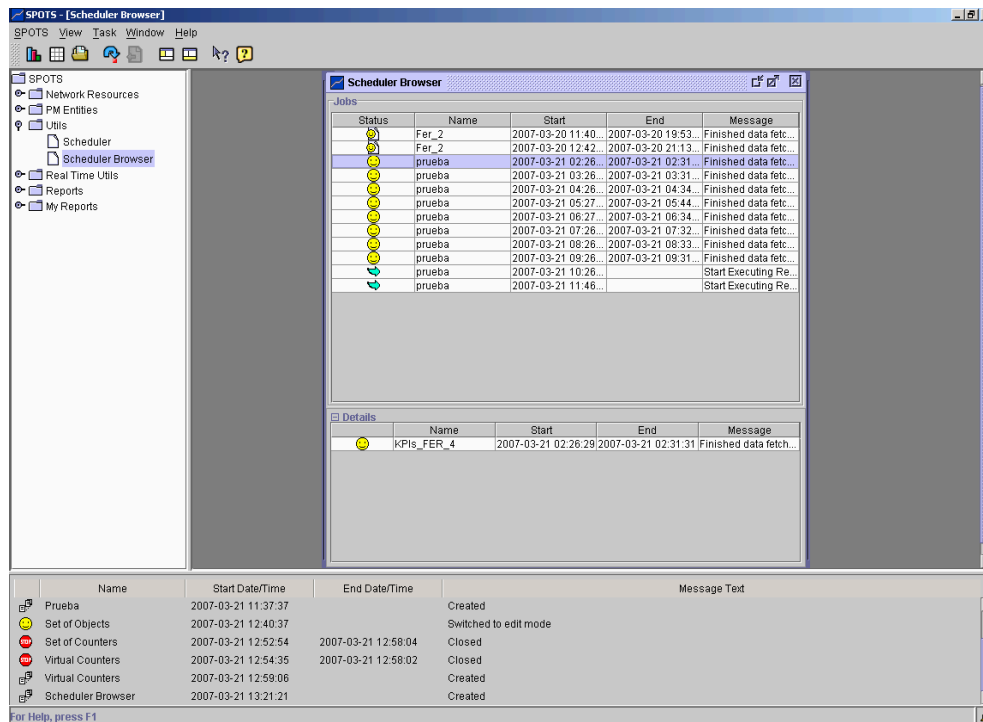 SPOTS - [Scheduler Browser]
SPOTS View Task Window Help
SPOTS
Network Resources
PM Entities
Utils
Scheduler
Scheduler Browser
Real Time Utils
Reports
My Reports
Scheduler Browser
Jobs
Status Name Start End Message
Fer_2 2007-03-20 11:40... 2007-03-20 19:53... Finished data fetc...
Fer_2 2007-03-20 12:42... 2007-03-20 21:13... Finished data fetc...
prueba 2007-03-21 02:26... 2007-03-21 02:31... Finished data fetc...
prueba 2007-03-21 03:26... 2007-03-21 03:31... Finished data fetc...
prueba 2007-03-21 04:26... 2007-03-21 04:34... Finished data fetc...
prueba 2007-03-21 05:27... 2007-03-21 05:44... Finished data fetc...
prueba 2007-03-21 06:27... 2007-03-21 06:34... Finished data fetc...
prueba 2007-03-21 07:26... 2007-03-21 07:32... Finished data fetc...
prueba 2007-03-21 08:26... 2007-03-21 08:33... Finished data fetc...
prueba 2007-03-21 09:26... 2007-03-21 09:31... Finished data fetc...
prueba 2007-03-21 10:26... Start Executing Re...
prueba 2007-03-21 11:46... Start Executing Re...
Details
Name Start End Message
KPIs_FER_4 2007-03-21 02:26:29 2007-03-21 02:31:31 Finished data fetch...
Name Start Date/Time End Date/Time Message Text
Prueba 2007-03-21 11:37:37 Created
Set of Objects 2007-03-21 12:40:37 Switched to edit mode
STOP Set of Counters 2007-03-21 12:52:54 2007-03-21 12:58:04 Closed
STOP Virtual Counters 2007-03-21 12:54:35 2007-03-21 12:58:02 Closed
Virtual Counters 2007-03-21 12:59:06 Created
Scheduler Browser 2007-03-21 13:21:21 Created
For Help, press F1